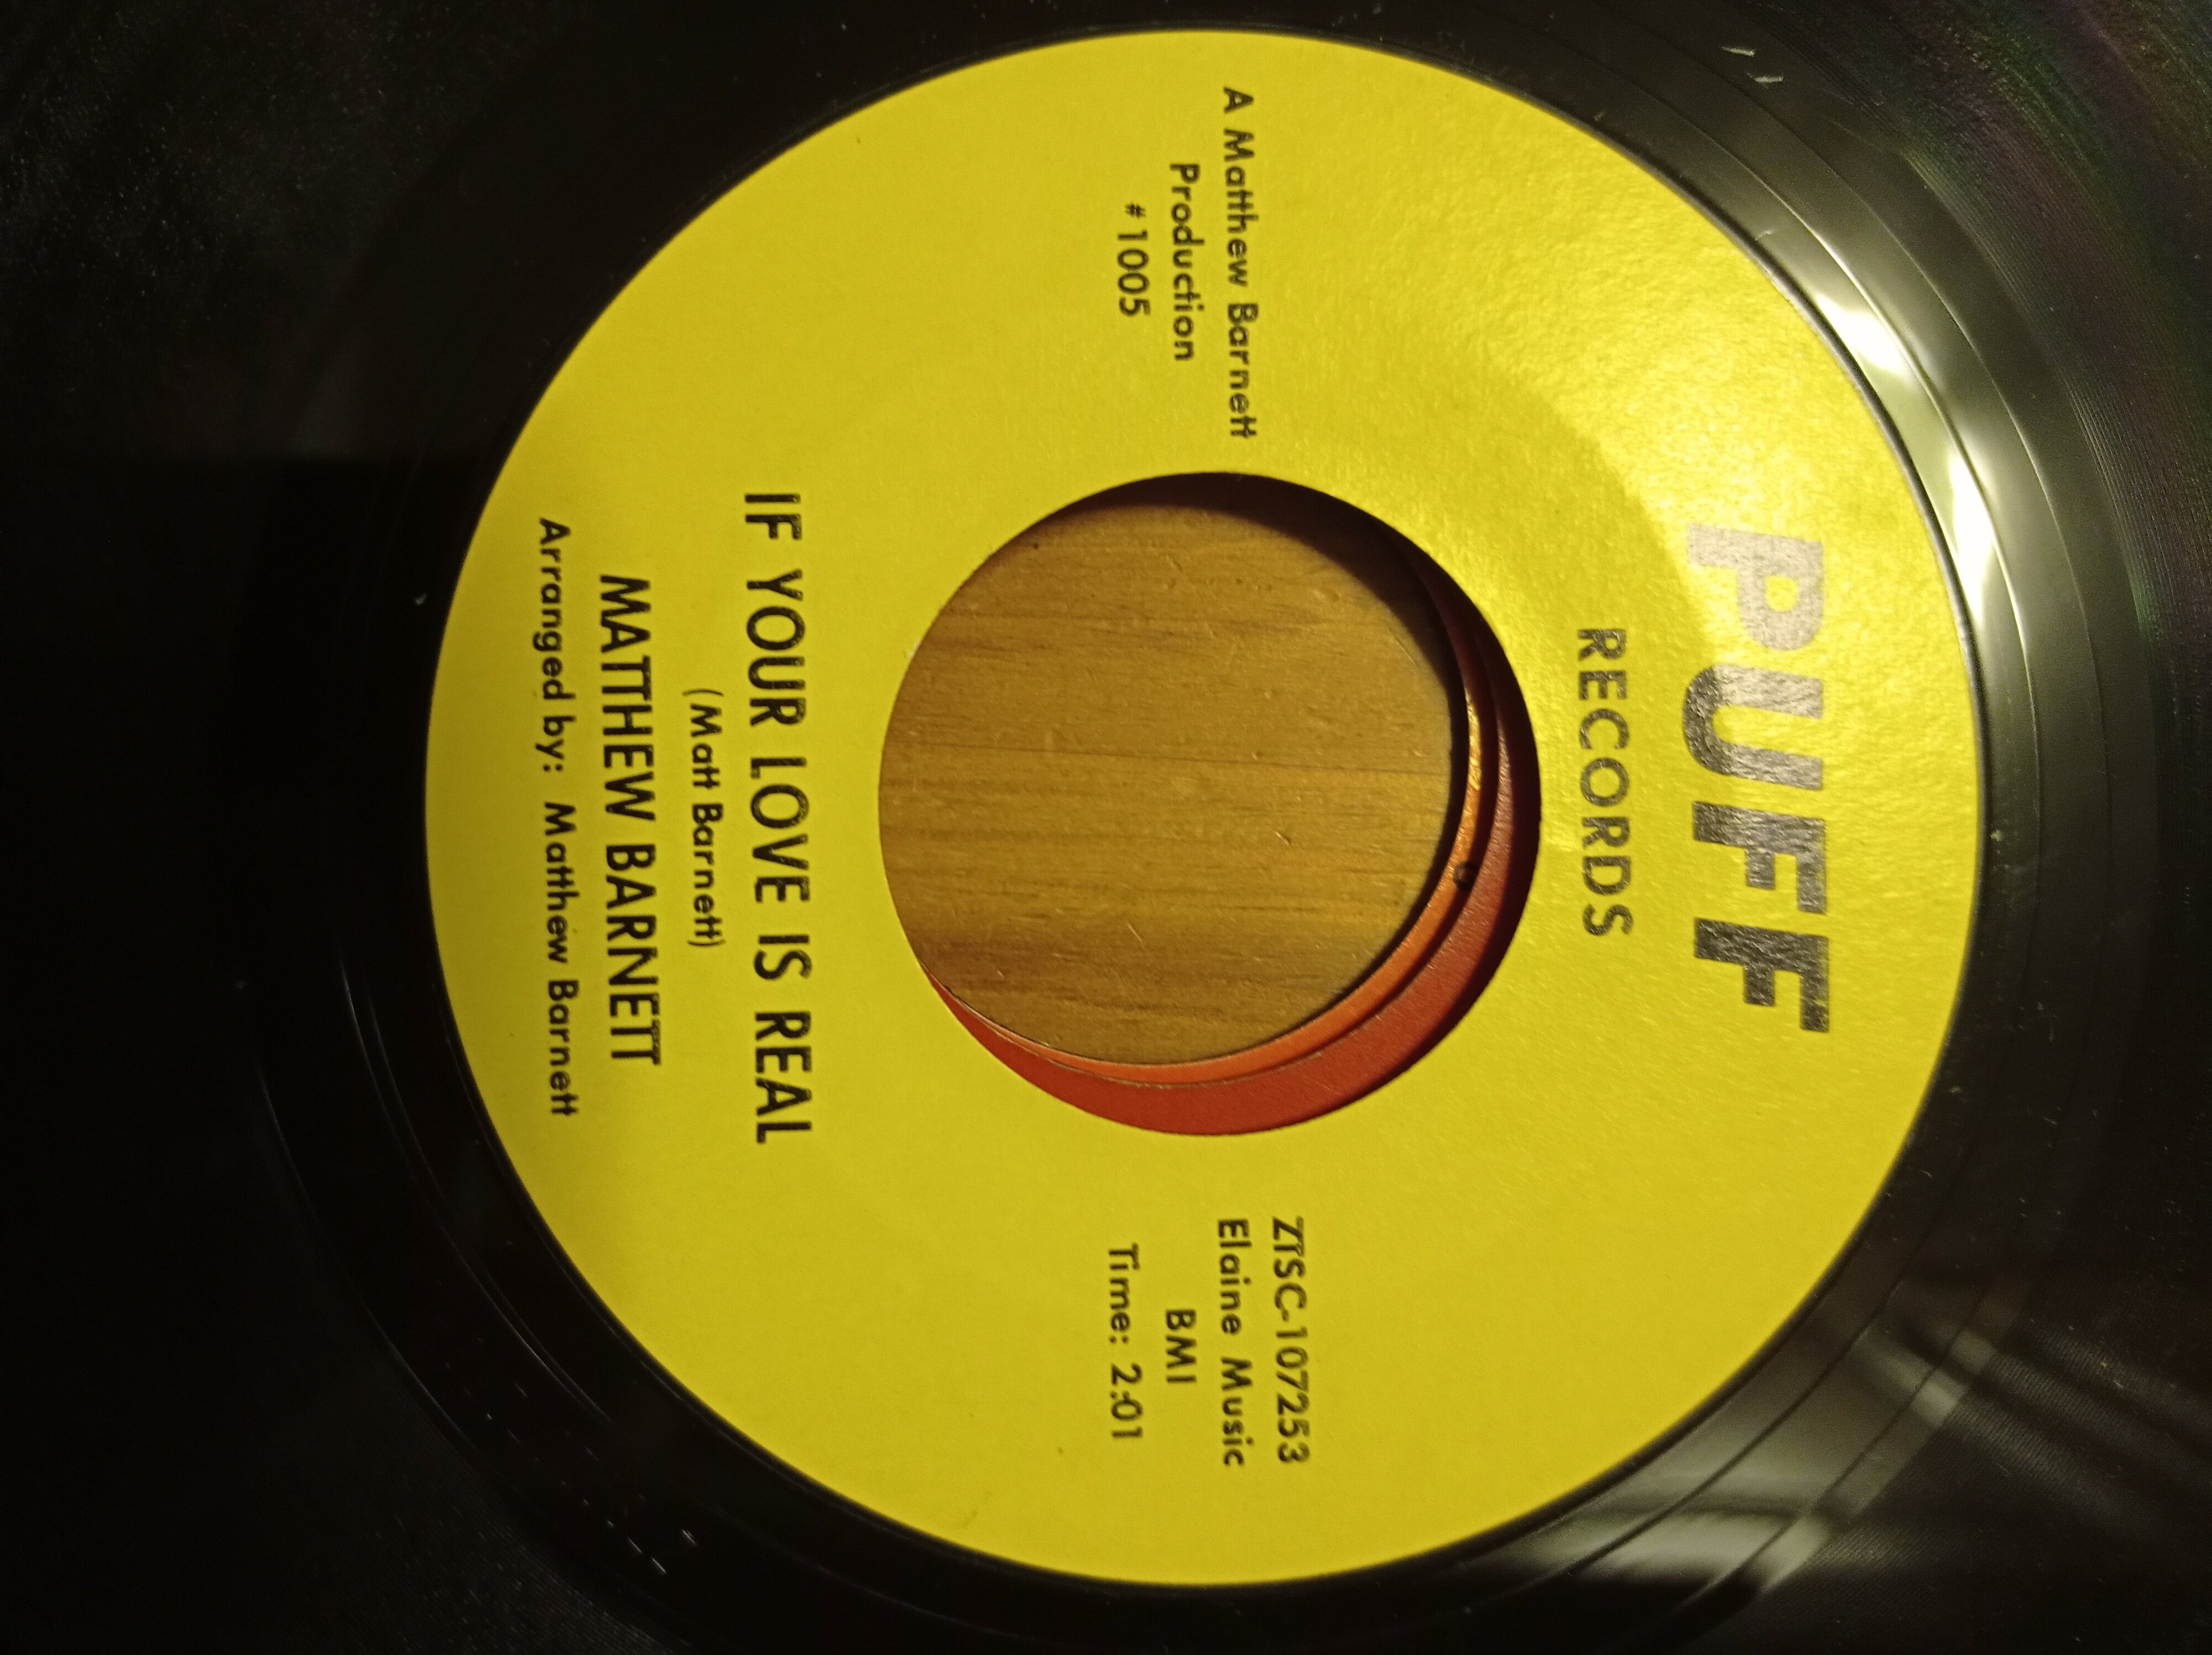 PUFF
RECORDS
A Matthew Barnett
Production
# 1005
ZTSC-107253
Elaine Music
BMI
Time: 2:01
IF YOUR LOVE IS REAL
(Matt Barnett)
MATTHEW BARNETT
Arranged by: Matthew Barnett